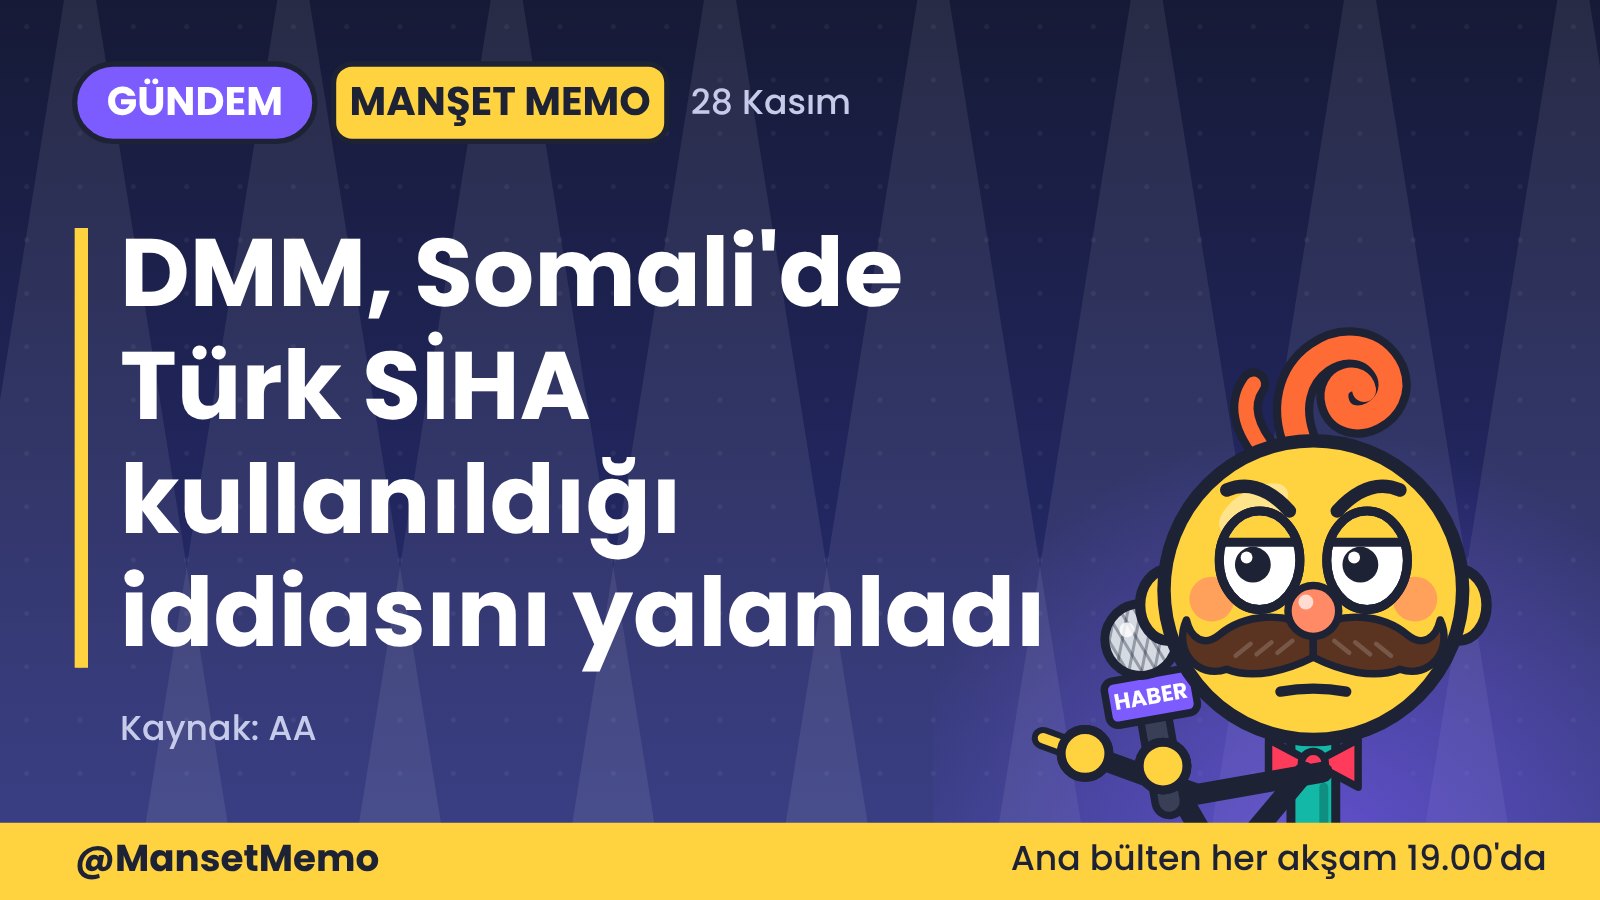 GÜNDEM
MANŞET MEMO
28 Kasım
DMM, Somali'de
Türk SİHA
kullanıldığı
iddiasını yalanladı
Kaynak: AA
HABER
@MansetMemo
Ana bülten her akşam 19.00'da